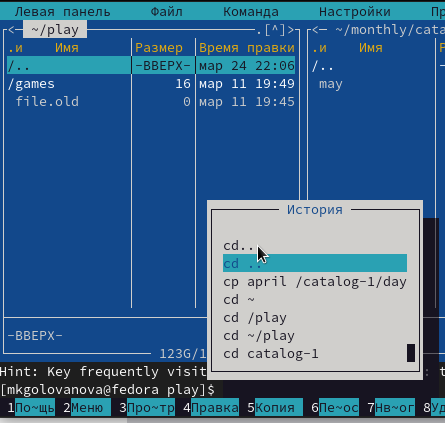 Левая панель Файл Команда Настройки Пр
<─ ~/play .[^]> <─ ~/monthly/cata
.и Имя Размер Время правки .и Имя
/.. -ВВЕРХ- мар 24 22:06 /..
/games 16 мар 11 19:49 may
file.old 0 мар 11 19:45
История
cd..
cd ..
cp april /catalog-1/day
cd ~
cd /play
cd ~/play
cd catalog-1
-ВВЕРХ-
123G/1
Hint: Key frequently visit
[mkgolovanova@fedora play]$
1По~щь 2Меню 3Про~тр 4Правка 5Копия 6Пе~ос 7Нв~ог 8Уд